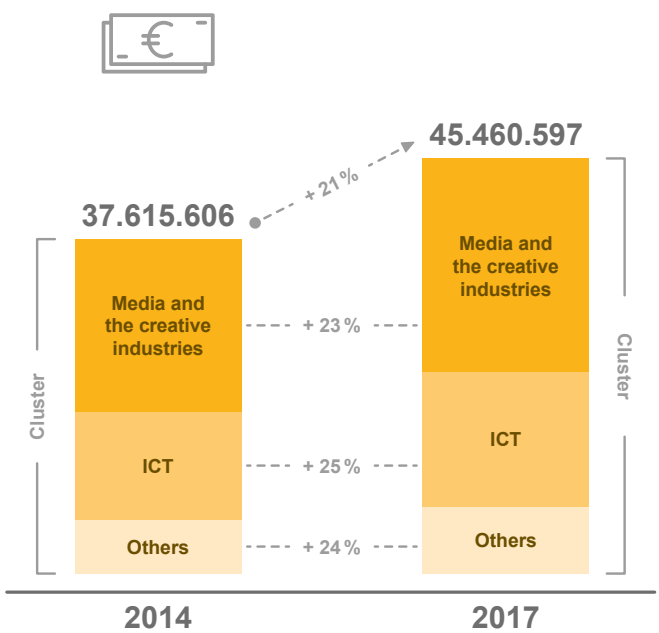 €
45.460.597
+ 21%
37.615.606
Media and
the creative
industries
Media and
the creative
industries
+ 23 %
Cluster
Cluster
ICT
+ 25 %
ICT
Others
+ 24 %
Others
2014
2017